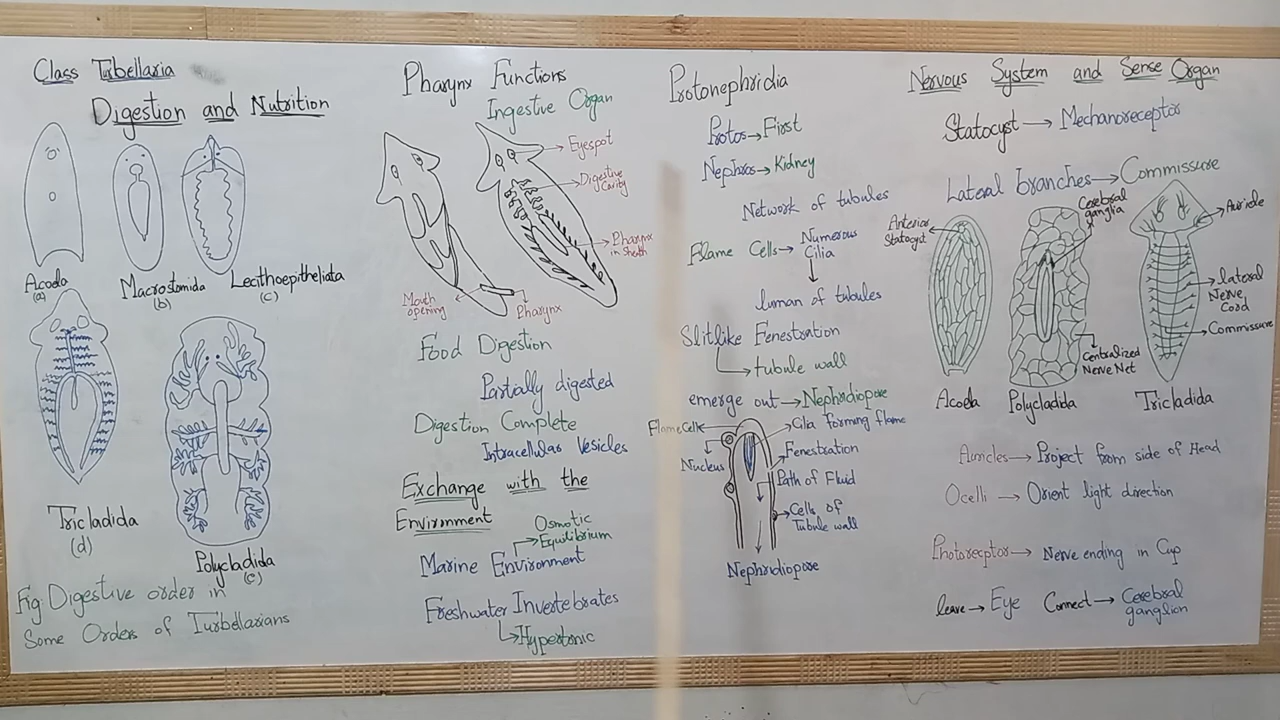 Class Turbellaria
Digestion and Nutrition
Acoda
(a)
Macrostomida
(b)
Lecithoepitheliata
(c)
Tricladida
(d)
Polycladida
(e)
Fig Digestive order in
Some Orders of Turbellarians
Pharynx Functions
Ingestive Organ
Eyespot
Digestive
Cavity
Pharynx
in Sheath
Mouth
opening
Pharynx
Food Digestion
Partially digested
Digestion Complete
Intracellular Vesicles
Exchange with the
Environment
Osmotic
Equilibrium
Marine Environment
Freshwater Invertebrates
Hypertonic
Protonephridia
Protos→First
Nephros→Kidney
Network of tubules
Flame Cells→Numerous
Cilia
luman of tubules
Slitlike Fenestration
tubule wall
emerge out→Nephridiopore
Flame Cell
Cilia forming flame
Nucleus
Fenestration
Path of Fluid
Cells of
Tubule wall
Nephridiopore
Nervous System and Sense Organ
Statocyst→Mechanoreceptor
Lateral branches→Commissure
Anterior
Statocyst
Cerebral
ganglia
Auricle
lateral
Nerve
Cord
Commissure
Centralized
Nerve Net
Acoda
Polycladida
Tricladida
Auricles→Project from side of Head
Ocelli→Orient light direction
Photoreceptor→Nerve ending in Cup
leave→Eye Connect→Cerebral
ganglion